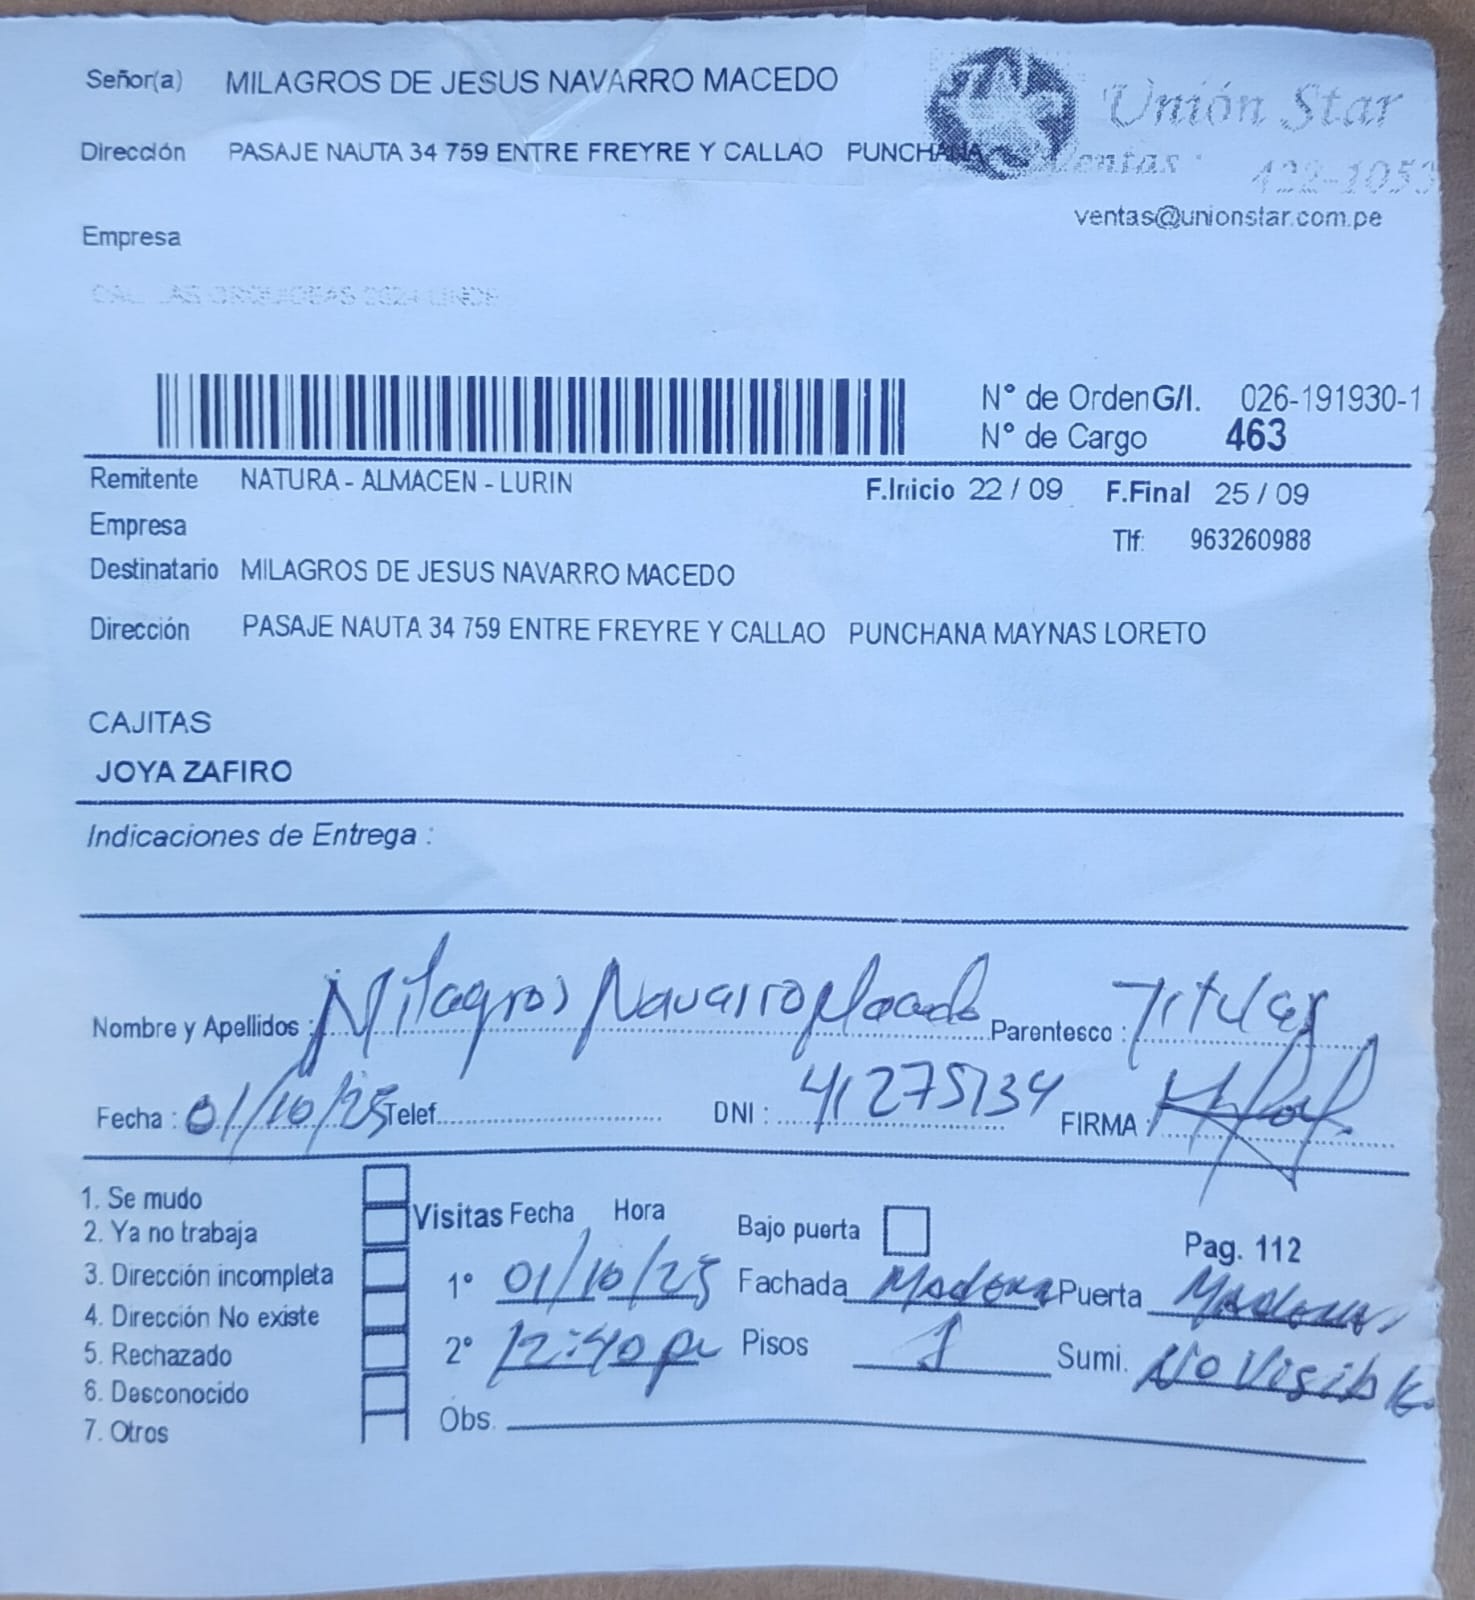 Señor(a) MILAGROS DE JESUS NAVARRO MACEDO
Unión Star
Dirección PASAJE NAUTA 34 759 ENTRE FREYRE Y CALLAO PUNCHANA
Ventas: 422-1053
ventas@unionstar.com.pe
Empresa
N° de Orden G/I. 026-191930-1
N° de Cargo 463
Remitente NATURA - ALMACEN - LURIN
F.Inicio 22 / 09 F.Final 25 / 09
Empresa
Tlf: 963260988
Destinatario MILAGROS DE JESUS NAVARRO MACEDO
Dirección PASAJE NAUTA 34 759 ENTRE FREYRE Y CALLAO PUNCHANA MAYNAS LORETO
CAJITAS
JOYA ZAFIRO
Indicaciones de Entrega :
Nombre y Apellidos : Milagros Navarro Macedo Parentesco : Titular
Fecha : 01/10/25 Telef. DNI : 41275134 FIRMA :
1. Se mudo
2. Ya no trabaja
3. Dirección incompleta
4. Dirección No existe
5. Rechazado
6. Desconocido
7. Otros
Visitas Fecha Hora Bajo puerta Pag. 112
1° 01/10/25 Fachada Madera Puerta Madera
2° 12:40 pm Pisos 1 Sumi. No Visible
Obs.